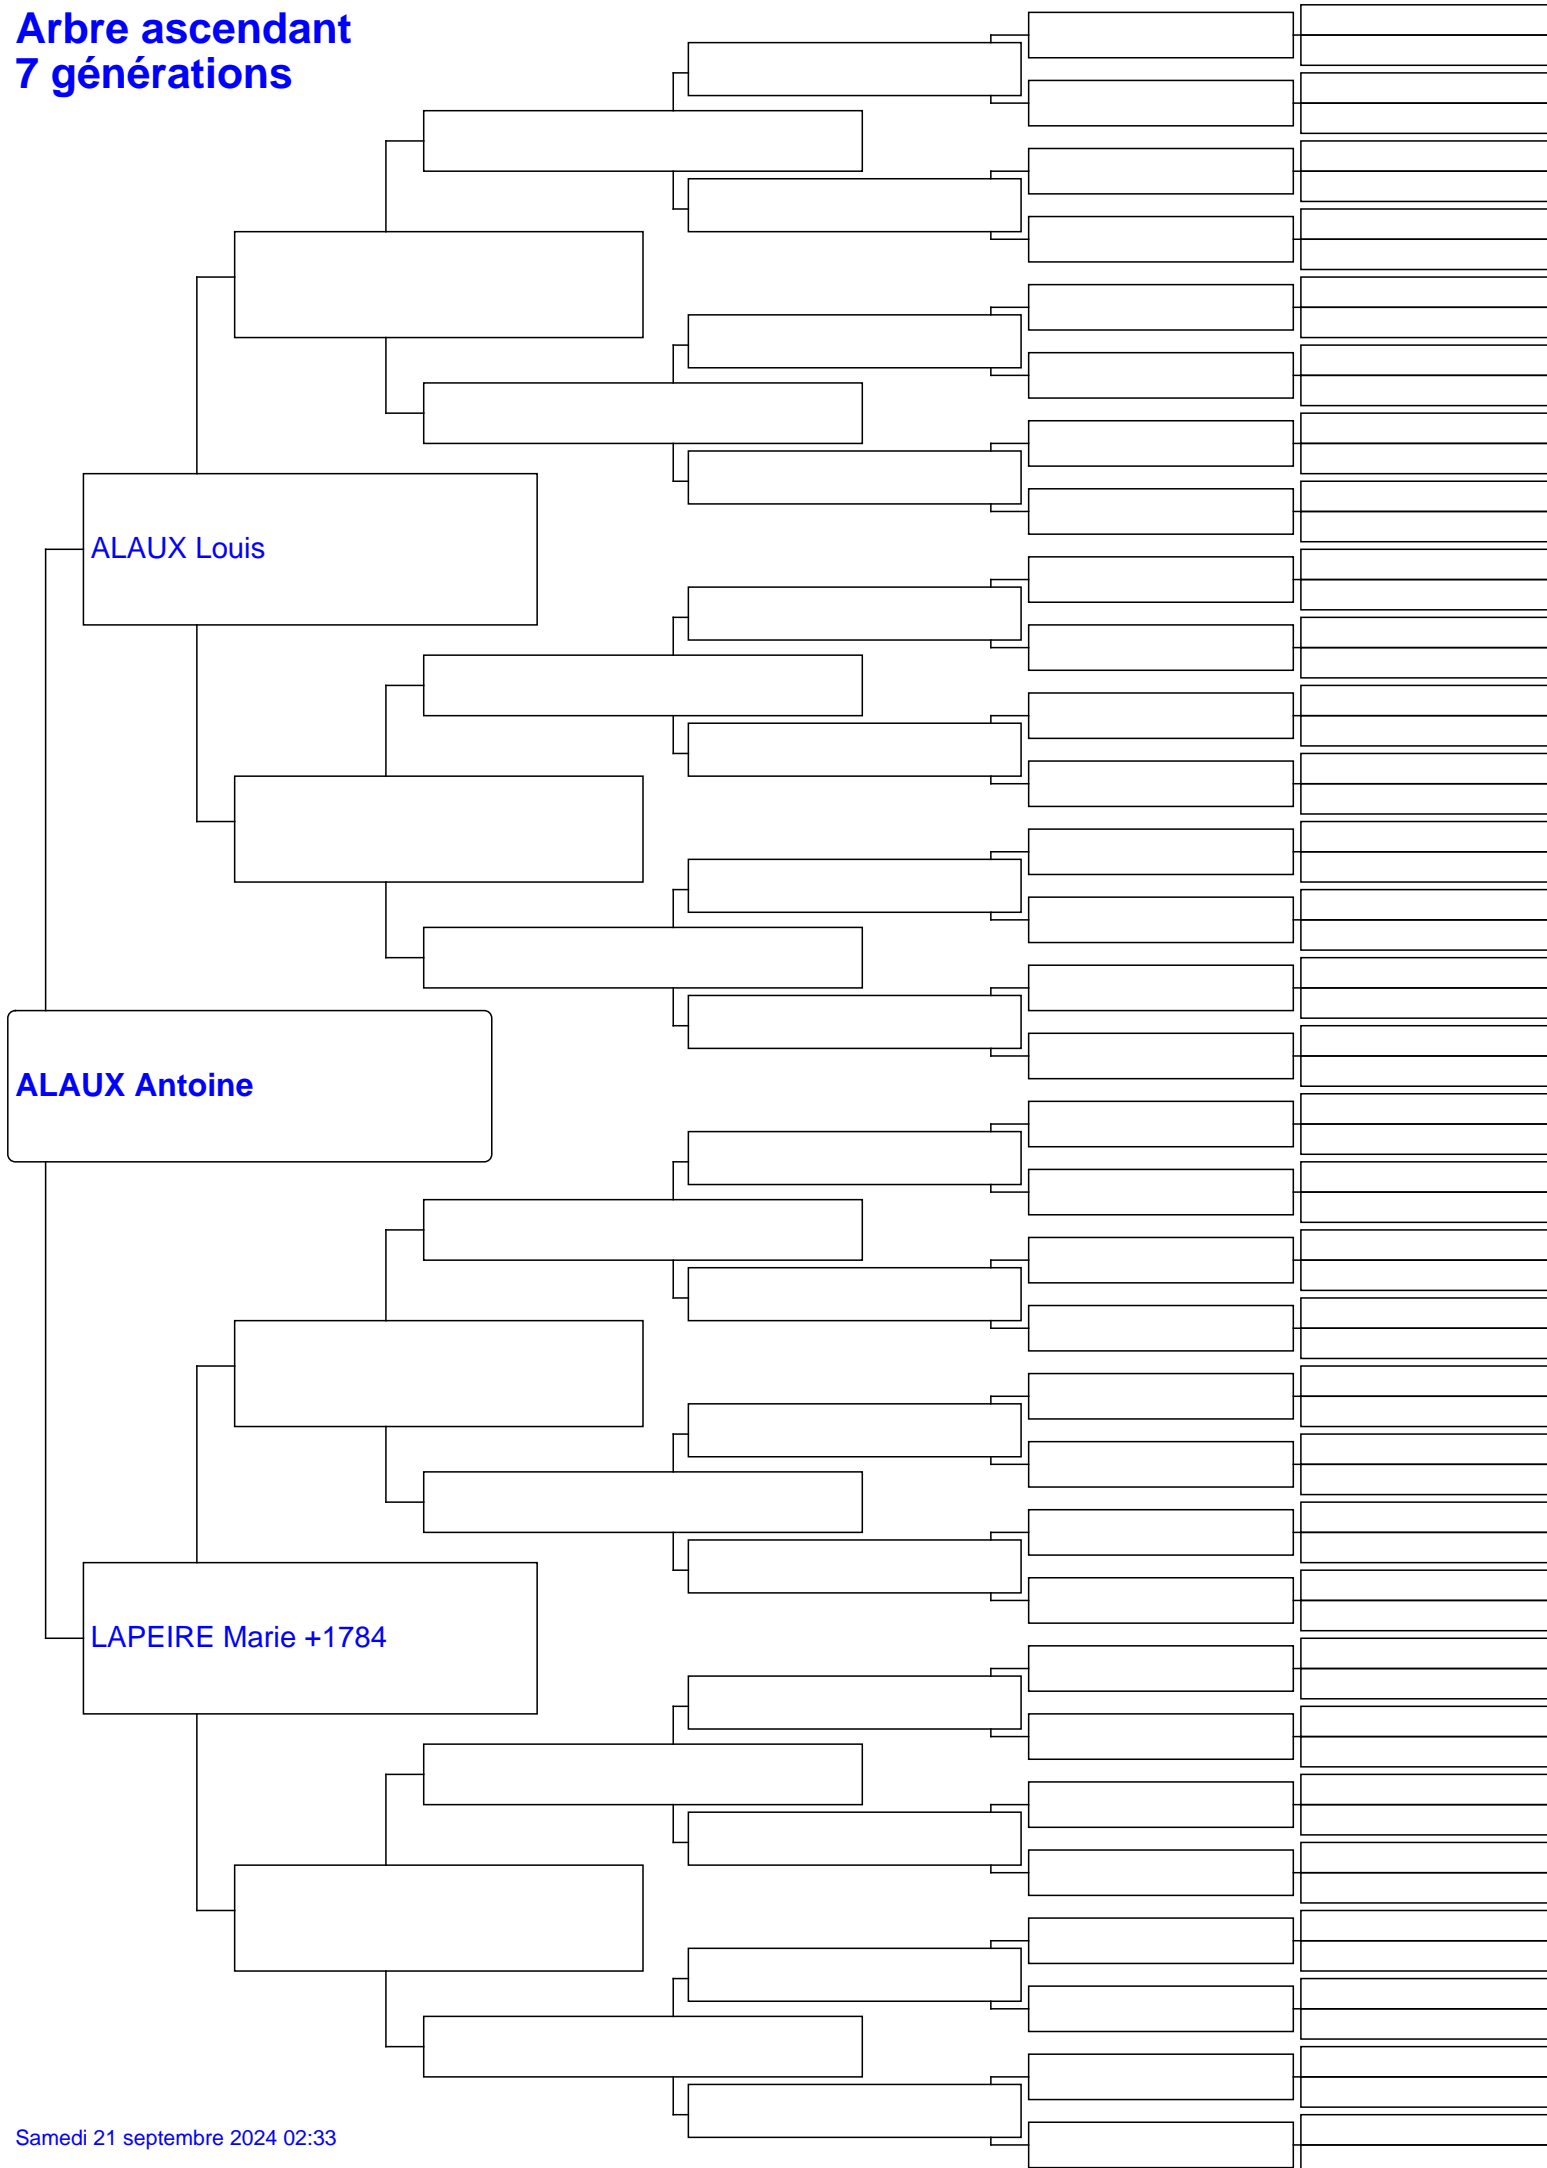 Arbre ascendant
7 générations
ALAUX Louis
ALAUX Antoine
LAPEIRE Marie +1784
Samedi 21 septembre 2024 02:33